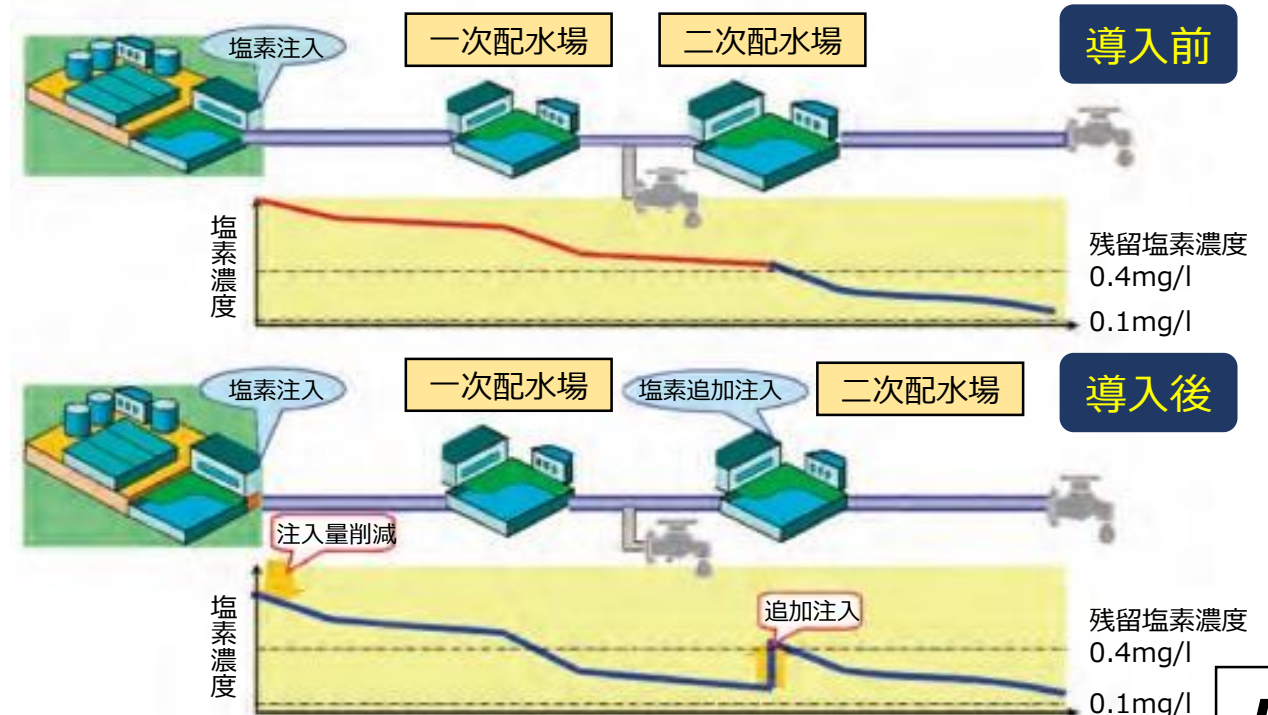 塩素注入
一次配水場
二次配水場
導入前
塩素濃度
残留塩素濃度
0.4mg/l
0.1mg/l
塩素注入
一次配水場
塩素追加注入
二次配水場
導入後
注入量削減
塩素濃度
追加注入
残留塩素濃度
0.4mg/l
0.1mg/l